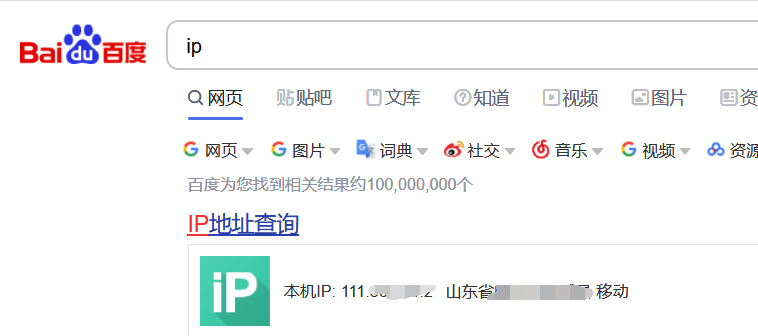 Bai du 百度 ip
网页 贴 贴吧 文库 知道 视频 图片 资
网页 图片 词典 社交 音乐 视频 资源
百度为您找到相关结果约100,000,000个
IP地址查询
iP 本机IP: 111. 山东省 移动